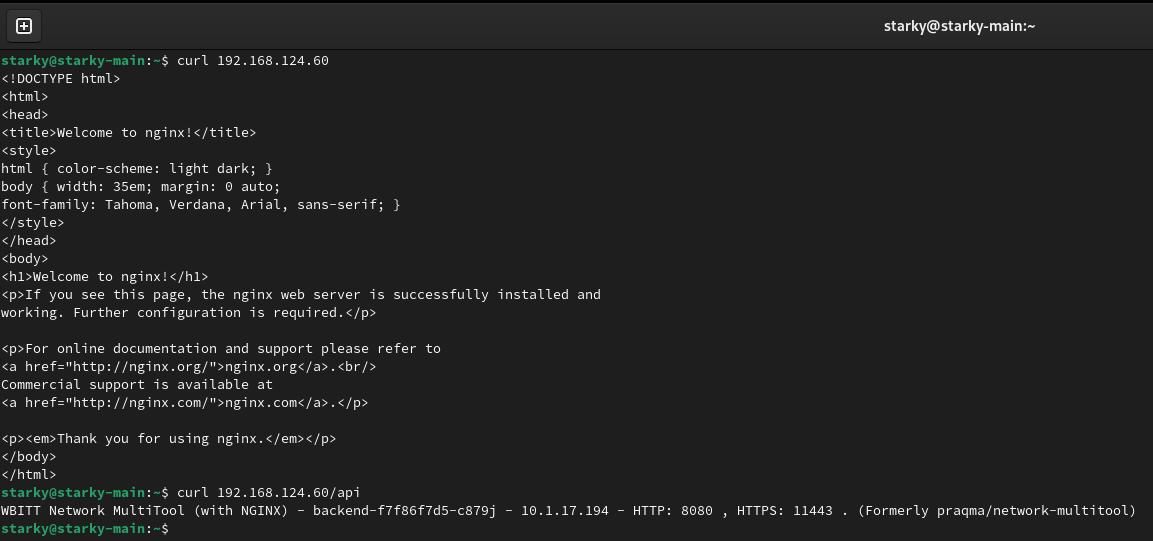 starky@starky-main:~
starky@starky-main:~$ curl 192.168.124.60
<!DOCTYPE html>
<html>
<head>
<title>Welcome to nginx!</title>
<style>
html { color-scheme: light dark; }
body { width: 35em; margin: 0 auto;
font-family: Tahoma, Verdana, Arial, sans-serif; }
</style>
</head>
<body>
<h1>Welcome to nginx!</h1>
<p>If you see this page, the nginx web server is successfully installed and
working. Further configuration is required.</p>

<p>For online documentation and support please refer to
<a href="http://nginx.org/">nginx.org</a>.<br/>
Commercial support is available at
<a href="http://nginx.com/">nginx.com</a>.</p>

<p><em>Thank you for using nginx.</em></p>
</body>
</html>
starky@starky-main:~$ curl 192.168.124.60/api
WBITT Network MultiTool (with NGINX) - backend-f7f86f7d5-c879j - 10.1.17.194 - HTTP: 8080 , HTTPS: 11443 . (Formerly praqma/network-multitool)
starky@starky-main:~$